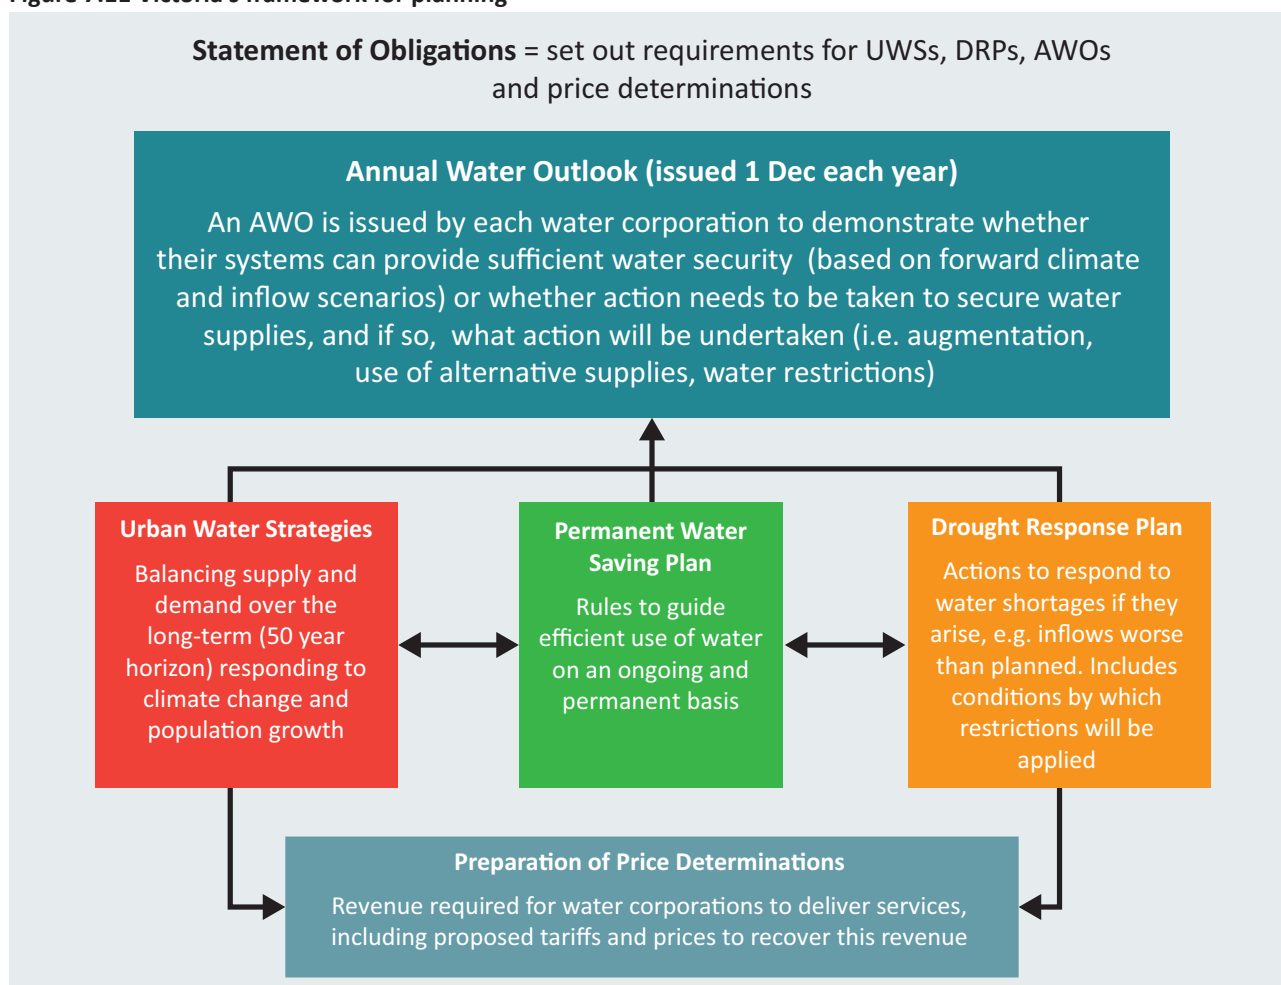 Figure 7.11 Victoria's framework for planning
Statement of Obligations = set out requirements for UWSs, DRPs, AWOs
and price determinations
Annual Water Outlook (issued 1 Dec each year)
An AWO is issued by each water corporation to demonstrate whether
their systems can provide sufficient water security (based on forward climate
and inflow scenarios) or whether action needs to be taken to secure water
supplies, and if so, what action will be undertaken (i.e. augmentation,
use of alternative supplies, water restrictions)
Urban Water Strategies
Balancing supply and
demand over the
long-term (50 year
horizon) responding to
climate change and
population growth
Permanent Water
Saving Plan
Rules to guide
efficient use of water
on an ongoing and
permanent basis
Drought Response Plan
Actions to respond to
water shortages if they
arise, e.g. inflows worse
than planned. Includes
conditions by which
restrictions will be
applied
Preparation of Price Determinations
Revenue required for water corporations to deliver services,
including proposed tariffs and prices to recover this revenue